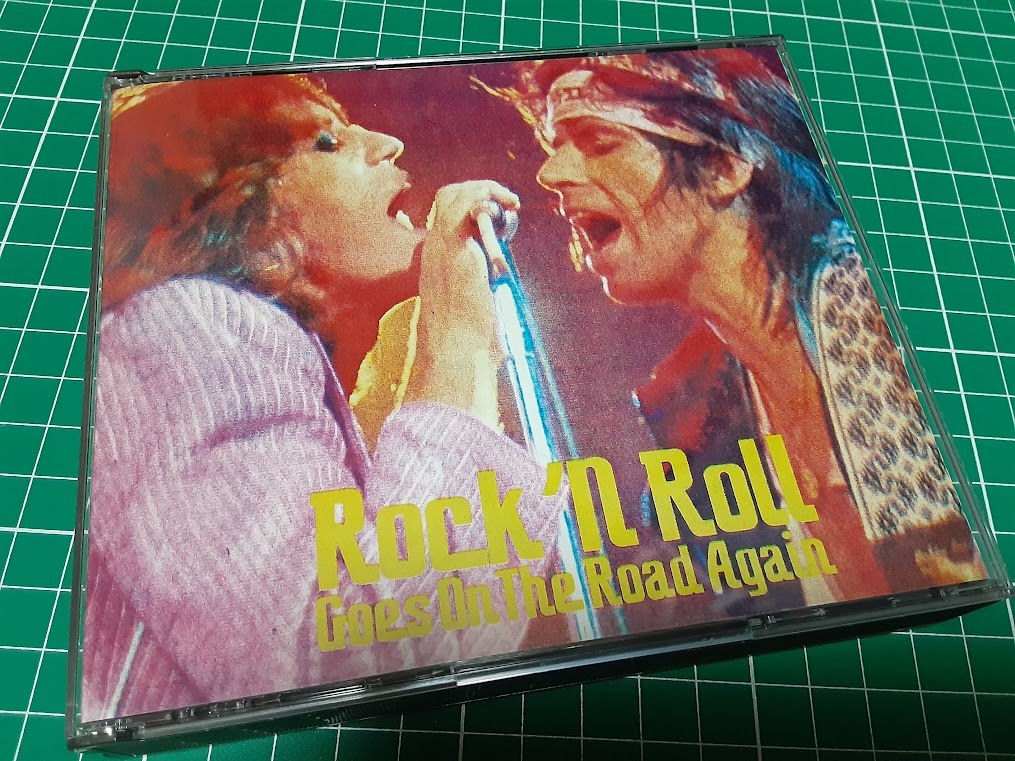 Rock 'n Roll
Goes On The Road Again